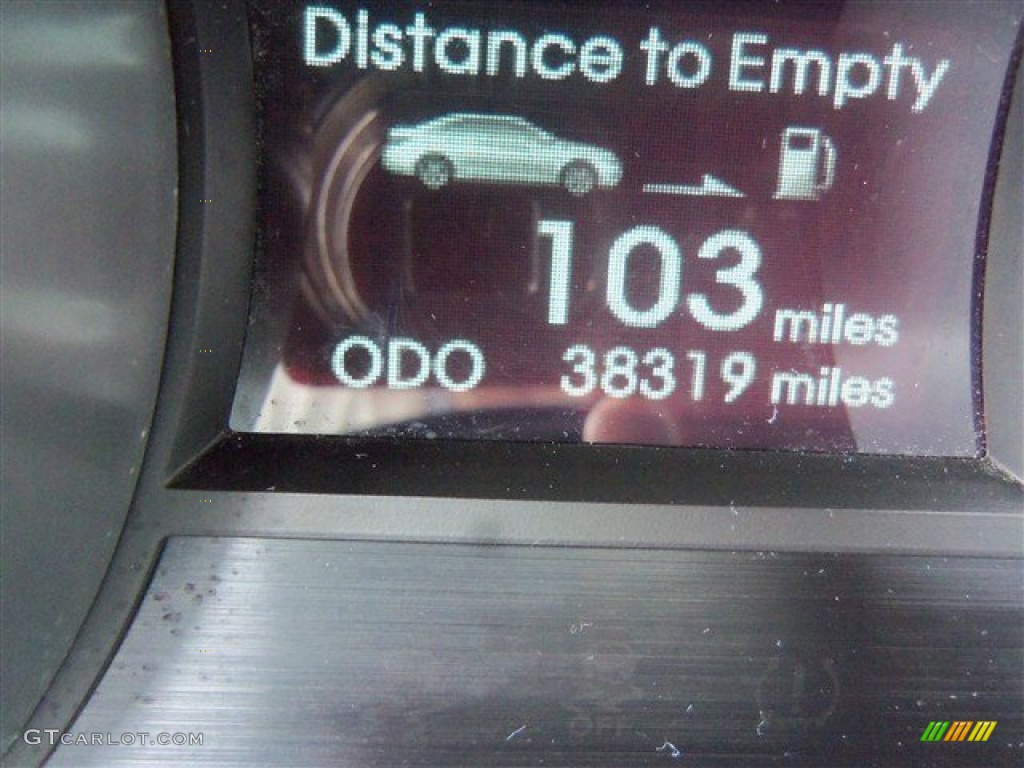 Distance to Empty
103 miles
ODO 38319 miles
GTCARLOT.COM